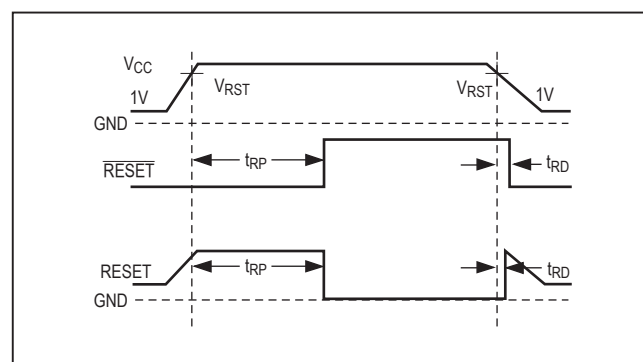 VCC
1V
VRST
VRST
1V
GND
RESET
tRP
tRD
RESET
tRP
tRD
GND